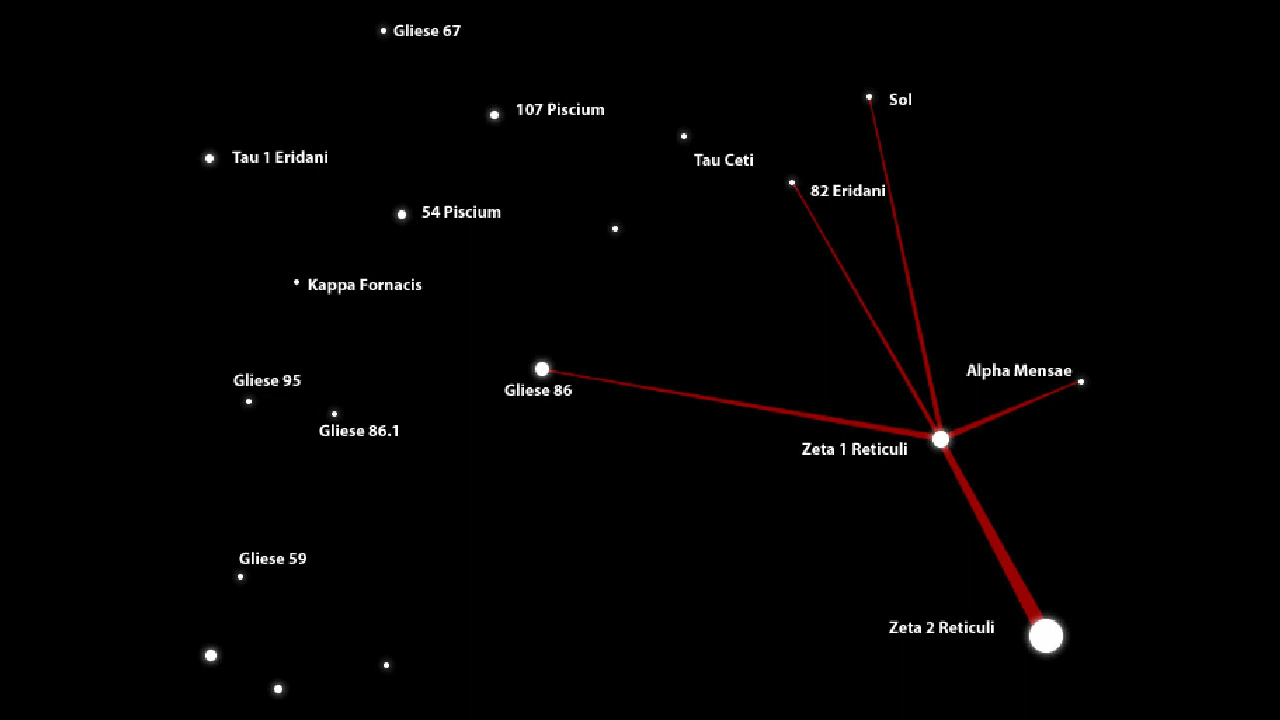 Gliese 67
Sol
107 Piscium
Tau 1 Eridani
Tau Ceti
82 Eridani
54 Piscium
Kappa Fornacis
Alpha Mensae
Gliese 95
Gliese 86
Gliese 86.1
Zeta 1 Reticuli
Gliese 59
Zeta 2 Reticuli